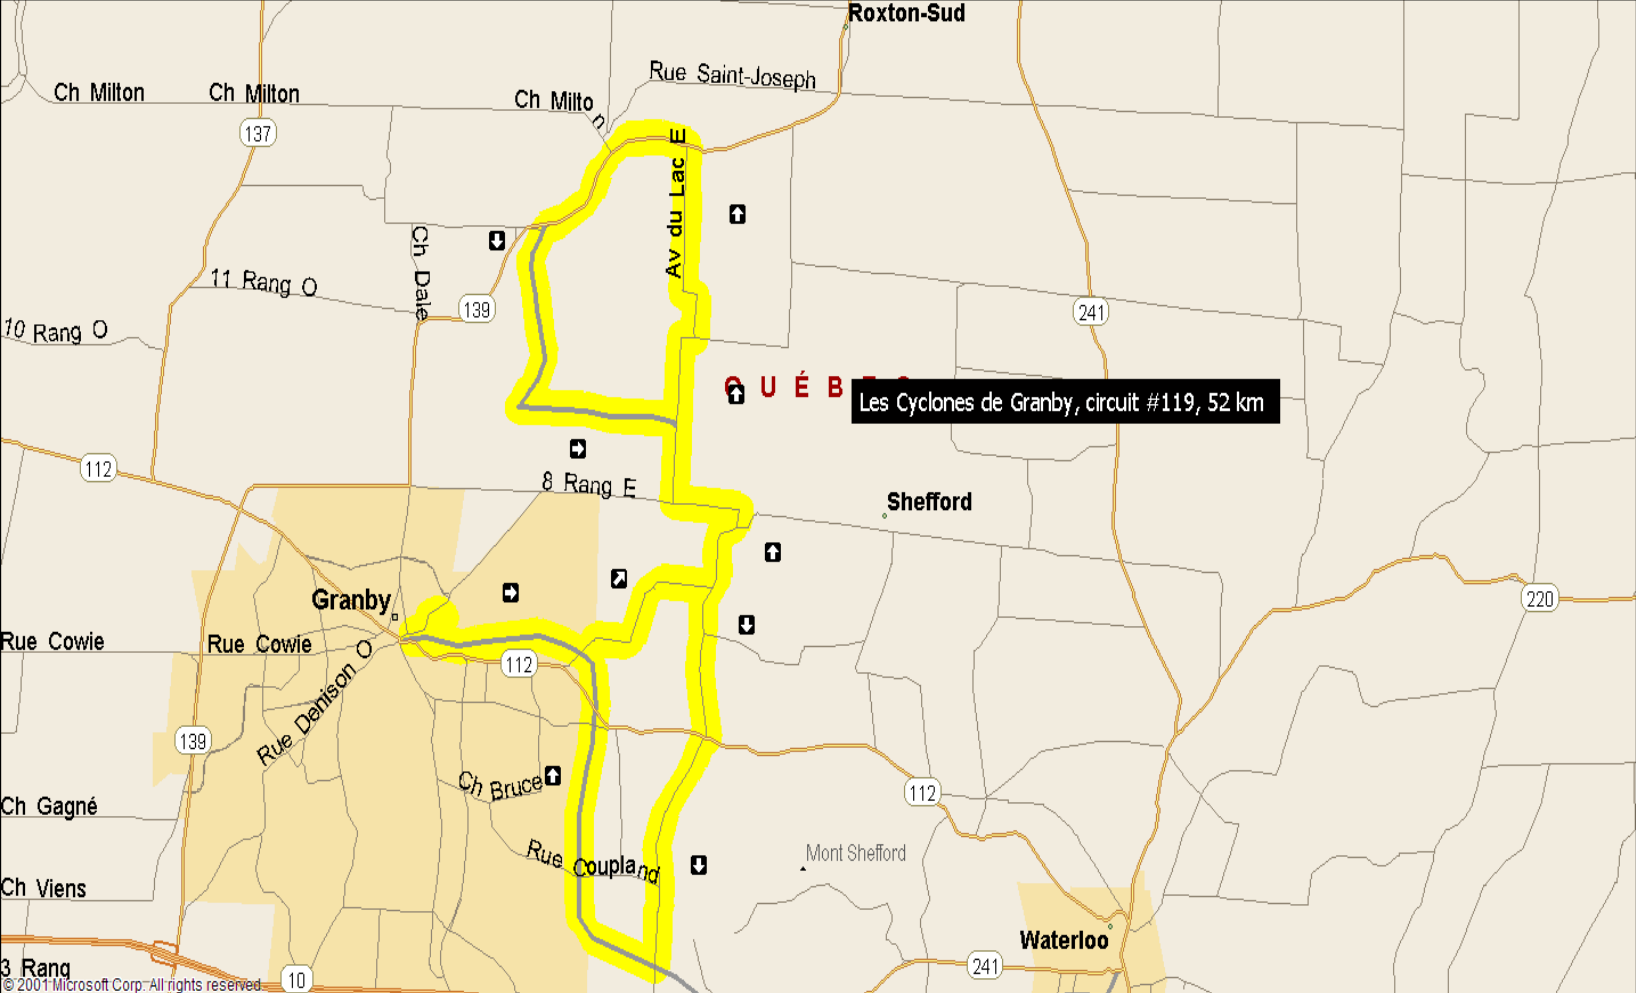 Roxton-Sud
Rue Saint-Joseph
Ch Milton
Ch Milton
Ch Milton
137
Av du Lac E
Ch Dale
11 Rang O
139
241
10 Rang O
QUÉBEC
Les Cyclones de Granby, circuit #119, 52 km
112
8 Rang E
Shefford
Granby
220
Rue Cowie
Rue Cowie
Rue Denison O
112
139
Ch Bruce
112
Ch Gagné
Rue Coupland
Mont Shefford
Ch Viens
Waterloo
241
3 Rang
10
© 2001 Microsoft Corp. All rights reserved.